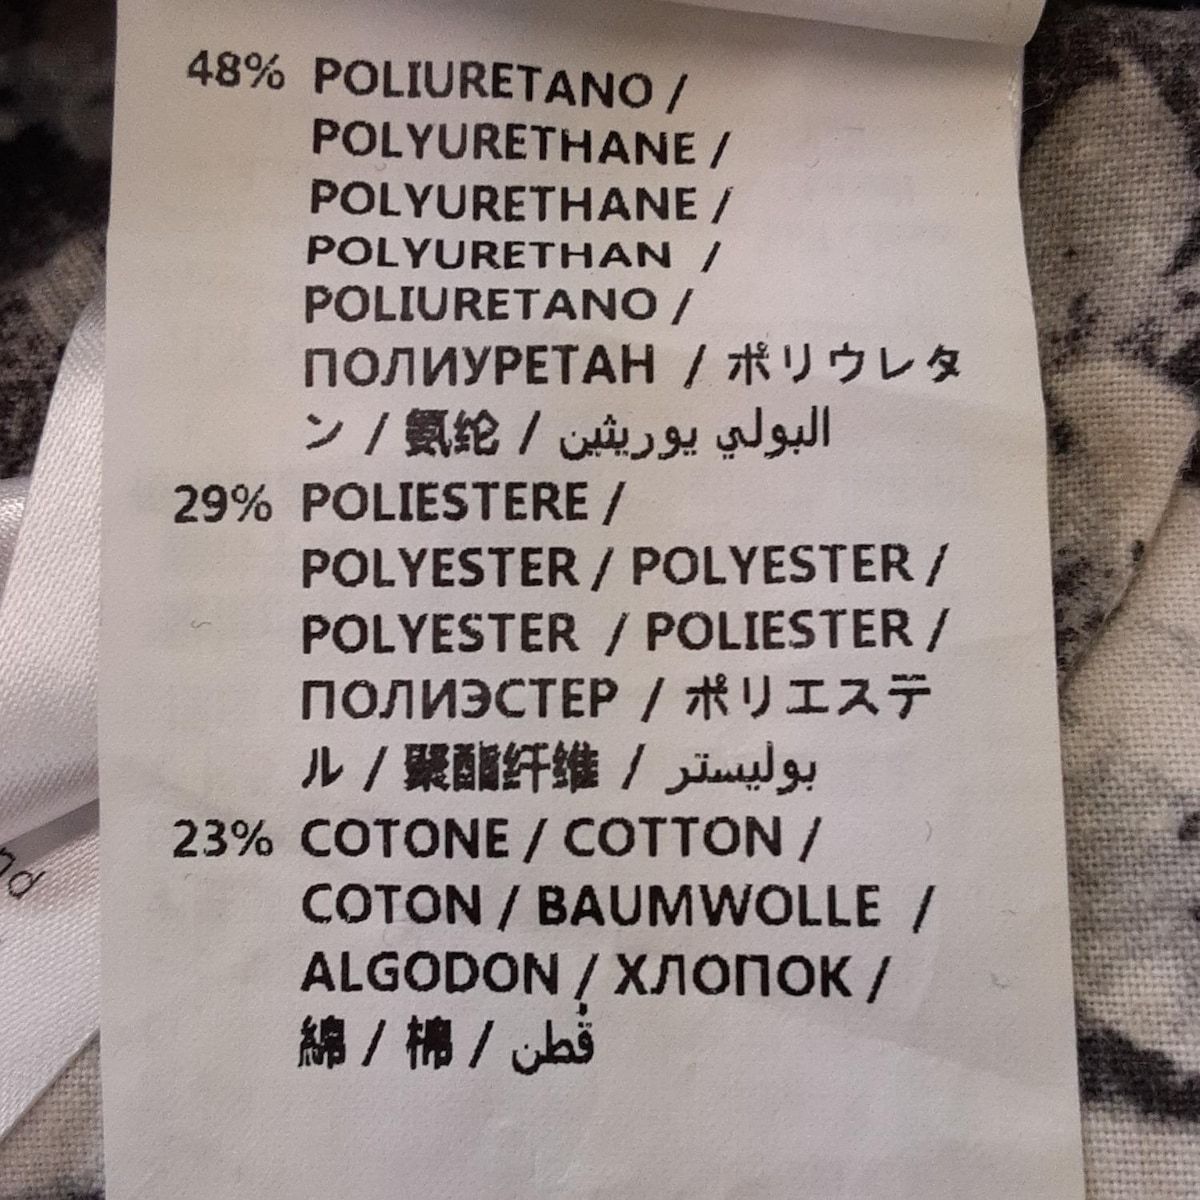 48% POLIURETANO /
POLYURETHANE /
POLYURETHANE /
POLYURETHAN /
POLIURETANO /
ПОЛИУРЕТАН / ポリウレタ
ン / 氨纶 / البولي يوريثين
29% POLIESTERE /
POLYESTER / POLYESTER /
POLYESTER / POLIESTER /
ПОЛИЭСТЕР / ポリエステ
ル / 聚酯纤维 / بوليستر
23% COTONE / COTTON /
COTON / BAUMWOLLE /
ALGODON / ХЛОПОК /
綿 / 棉 / قطن